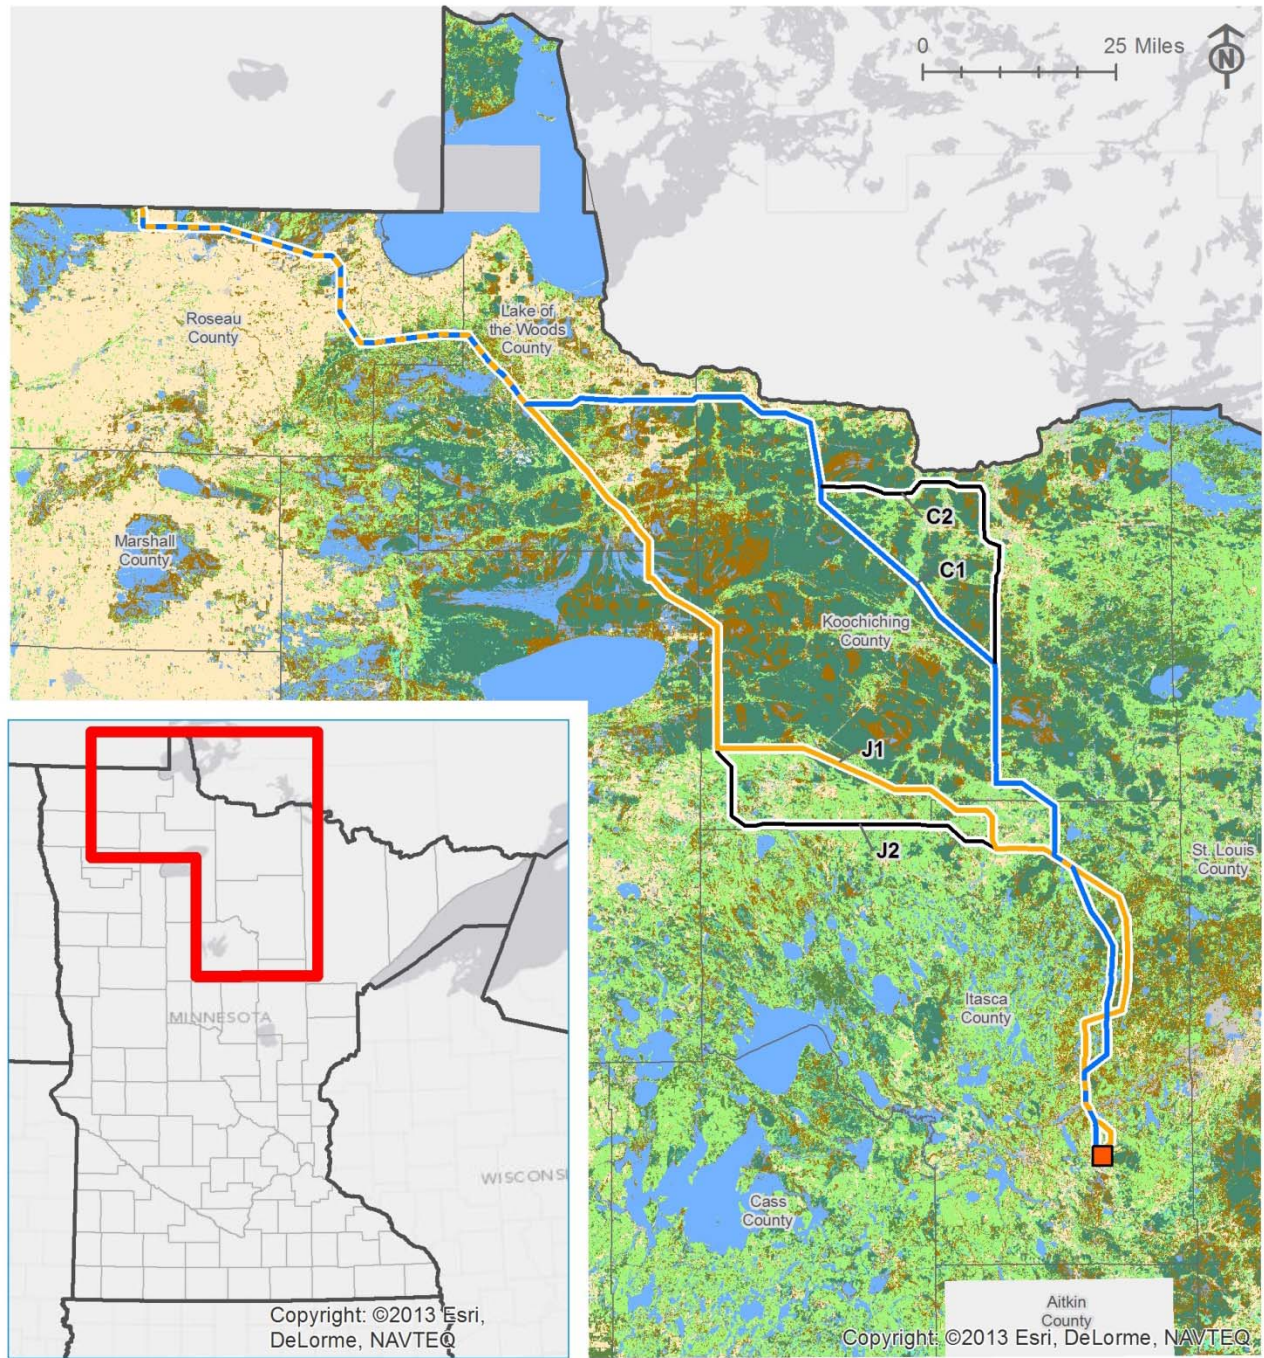 0 25 Miles
N
Roseau
County
Lake of
the Woods
County
C2
Marshall
County
C1
Koochiching
County
J1
J2
St. Louis
County
Itasca
County
MINNESOTA
WISCONS
Cass
County
Aitkin
County
Copyright: ©2013 Esri,
DeLorme, NAVTEQ
Copyright: ©2013 Esri, DeLorme, NAVTEQ